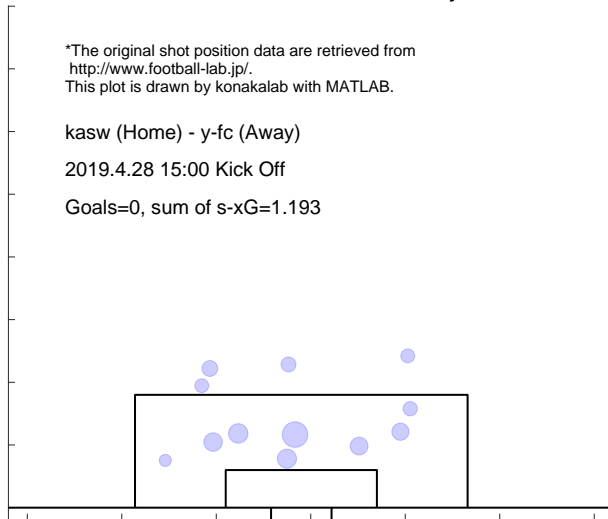 *The original shot position data are retrieved from
http://www.football-lab.jp/.
This plot is drawn by konakalab with MATLAB.
kasw (Home) - y-fc (Away)
2019.4.28 15:00 Kick Off
Goals=0, sum of s-xG=1.193